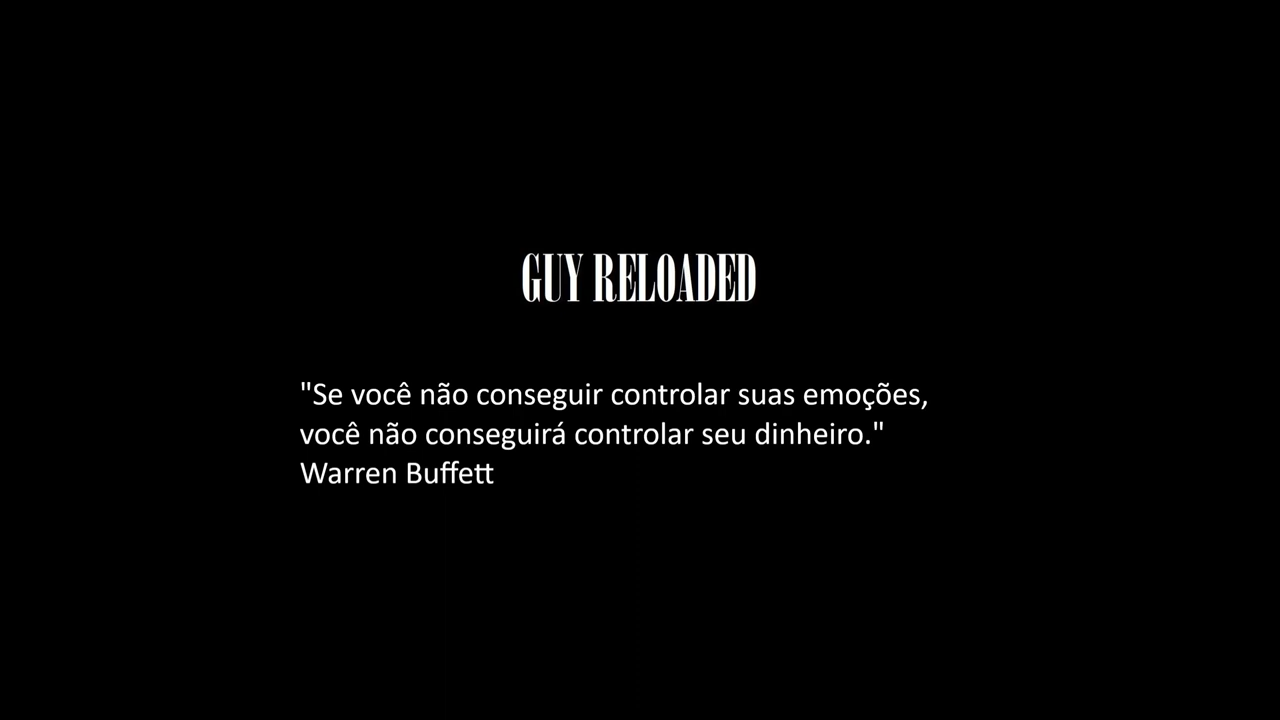 GUY RELOADED
"Se você não conseguir controlar suas emoções,
você não conseguirá controlar seu dinheiro."
Warren Buffett